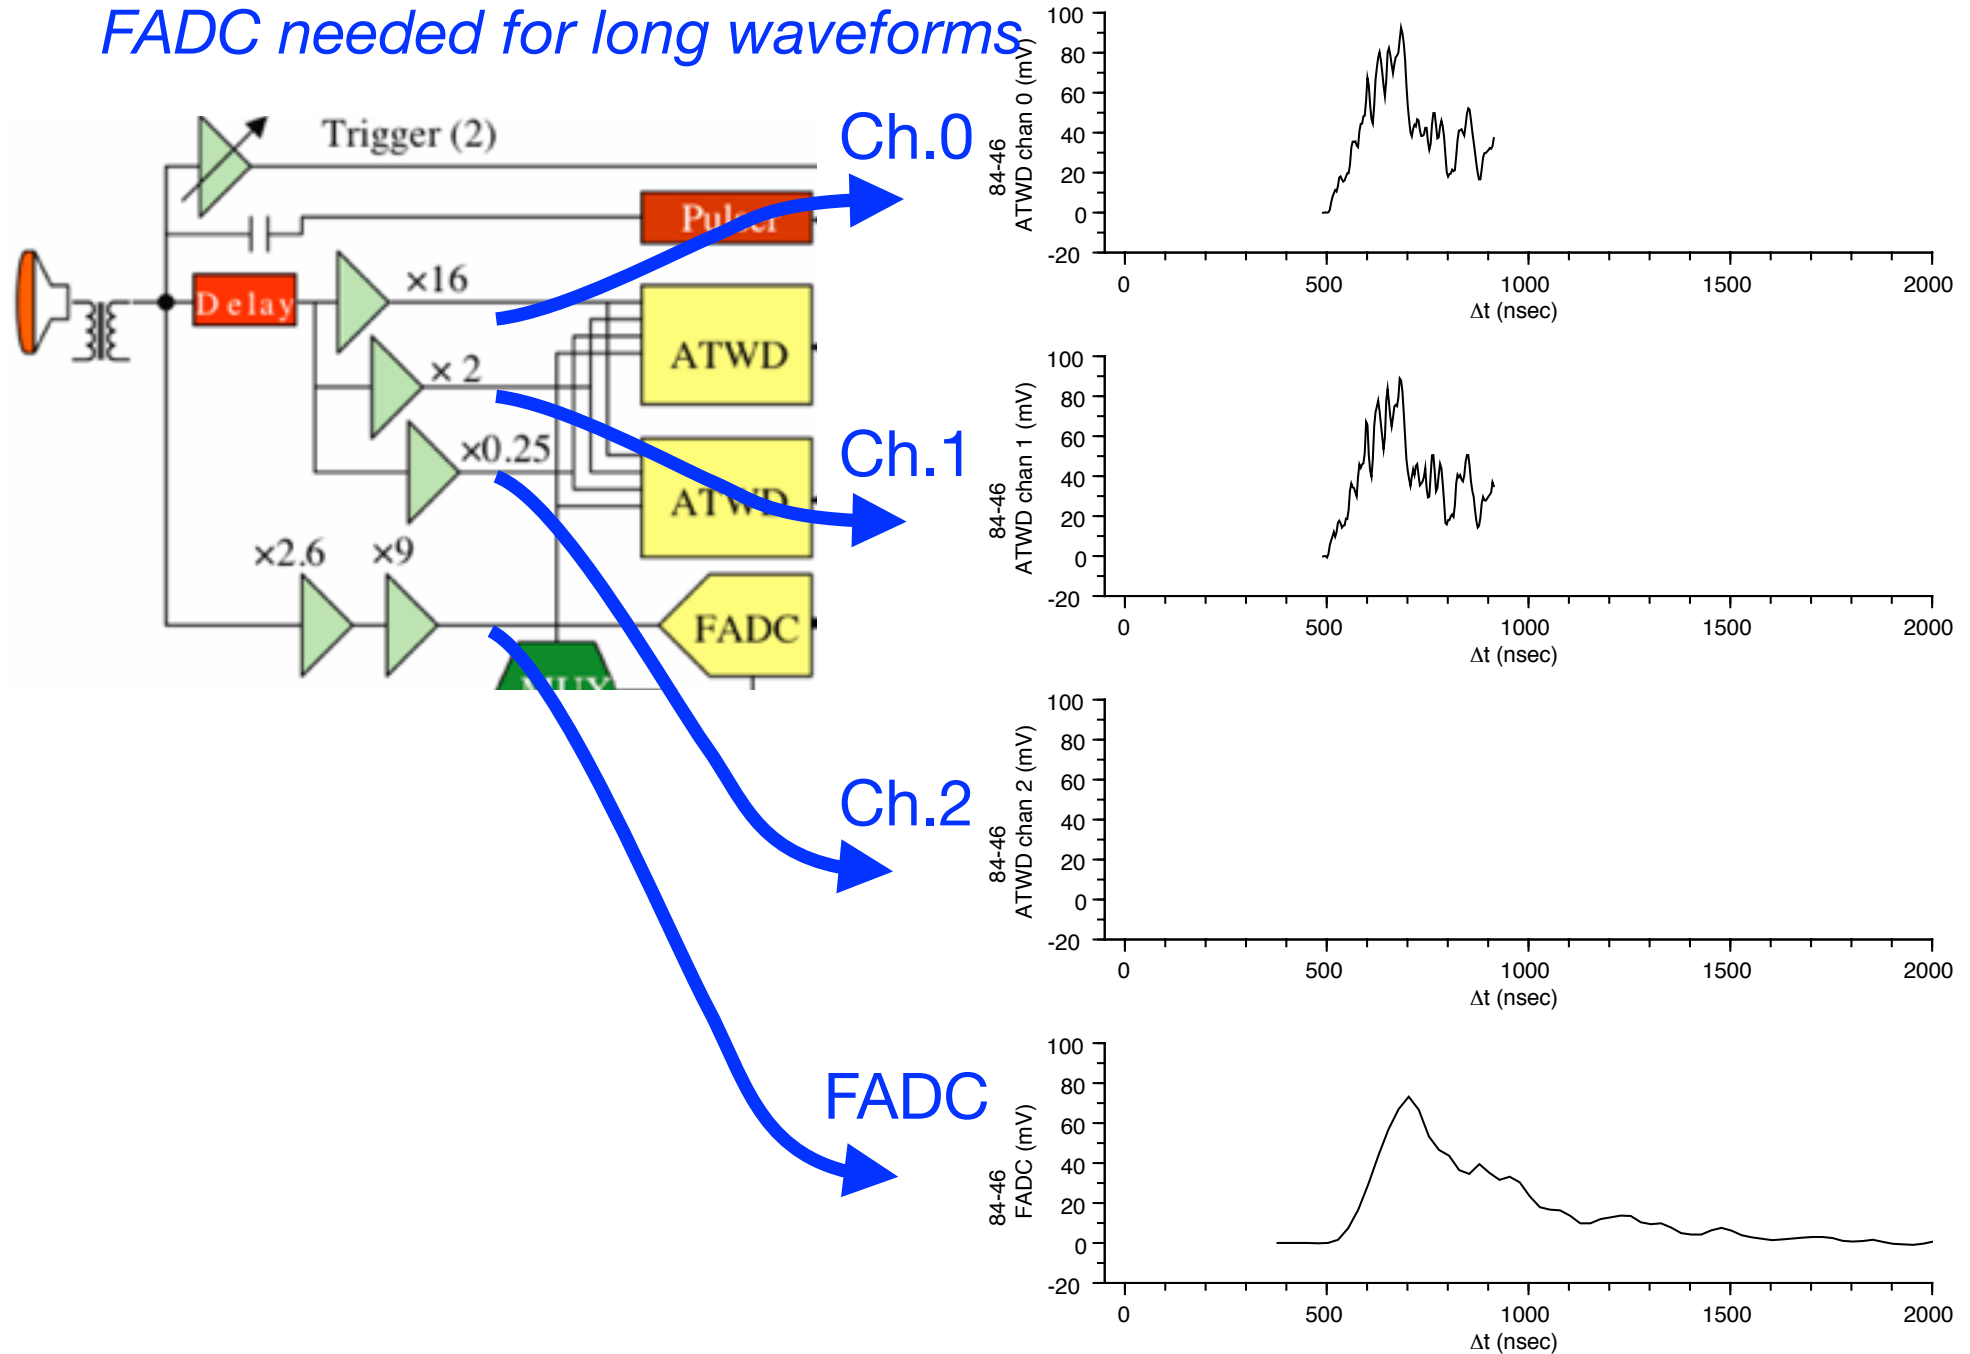 FADC needed for long waveforms
Trigger (2)
Pulser
Delay
×16
× 2
×0.25
ATWD
ATWD
×2.6
×9
FADC
MUX
Ch.0
Ch.1
Ch.2
FADC
84-46
ATWD chan 0 (mV)
100
80
60
40
20
0
-20
0 500 1000 1500 2000
Δt (nsec)
84-46
ATWD chan 1 (mV)
100
80
60
40
20
0
-20
0 500 1000 1500 2000
Δt (nsec)
84-46
ATWD chan 2 (mV)
100
80
60
40
20
0
-20
0 500 1000 1500 2000
Δt (nsec)
84-46
FADC (mV)
100
80
60
40
20
0
-20
0 500 1000 1500 2000
Δt (nsec)